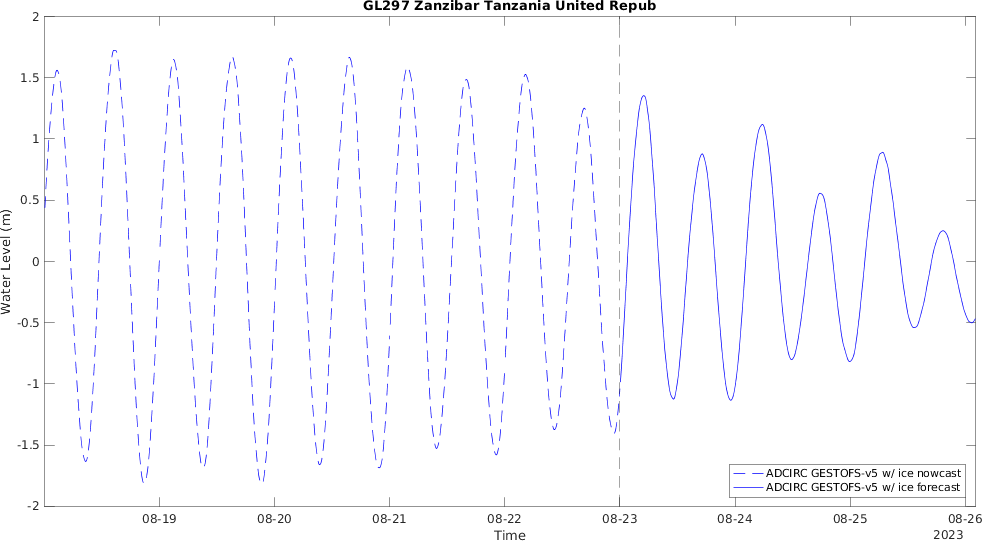 GL297 Zanzibar Tanzania United Repub
2
1.5
1
0.5
0
-0.5
-1
-1.5
-2
Water Level (m)
08-19 08-20 08-21 08-22 08-23 08-24 08-25 08-26
Time
2023
ADCIRC GESTOFS-v5 w/ ice nowcast
ADCIRC GESTOFS-v5 w/ ice forecast